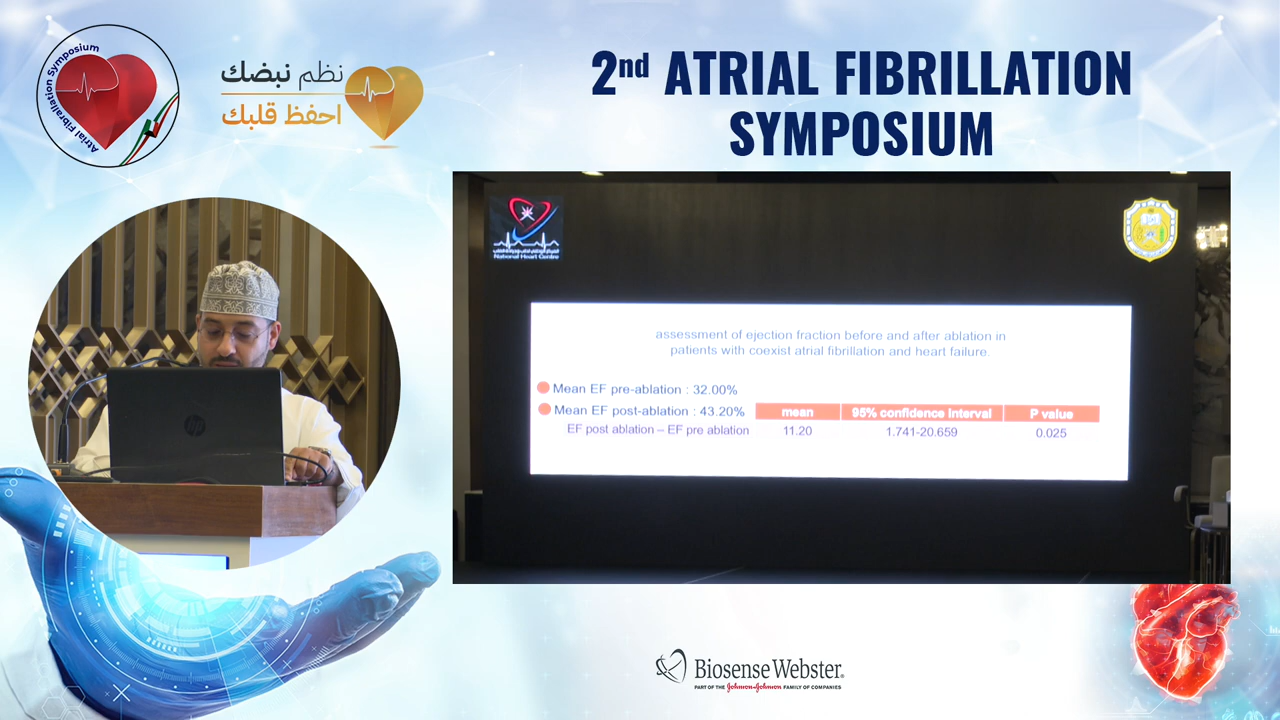 Atrial Fibrallation Symposium
نظم نبضك
احفظ قلبك
2nd ATRIAL FIBRILLATION
SYMPOSIUM
National Heart Centre
assessment of ejection fraction before and after ablation in
patients with coexist atrial fibrillation and heart failure.
Mean EF pre-ablation : 32.00%
Mean EF post-ablation : 43.20%
mean 95% confidence interval P value
EF post ablation – EF pre ablation 11.20 1.741-20.659 0.025
hp
Biosense Webster®
PART OF THE Johnson&Johnson FAMILY OF COMPANIES